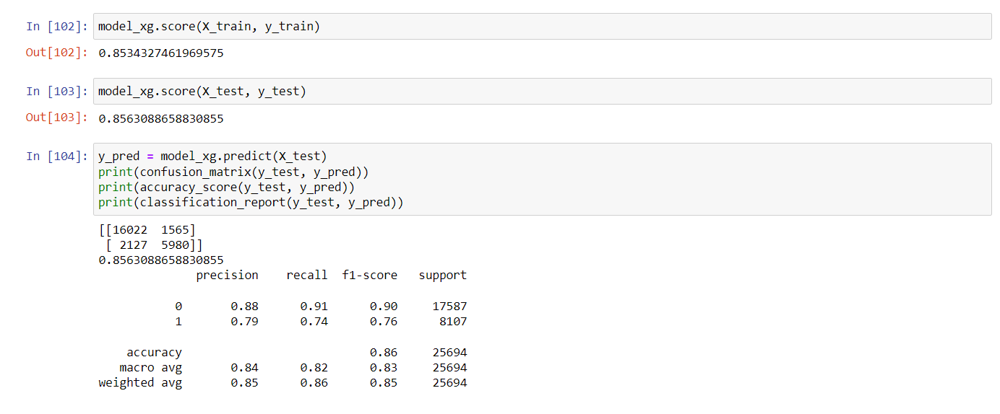 In [102]: model_xg.score(X_train, y_train)
Out[102]: 0.8534327461969575
In [103]: model_xg.score(X_test, y_test)
Out[103]: 0.8563088658830855
In [104]: y_pred = model_xg.predict(X_test)
print(confusion_matrix(y_test, y_pred))
print(accuracy_score(y_test, y_pred))
print(classification_report(y_test, y_pred))
[[16022  1565]
 [ 2127  5980]]
0.8563088658830855
              precision    recall  f1-score   support
           0       0.88      0.91      0.90     17587
           1       0.79      0.74      0.76      8107
    accuracy                           0.86     25694
   macro avg       0.84      0.82      0.83     25694
weighted avg       0.85      0.86      0.85     25694